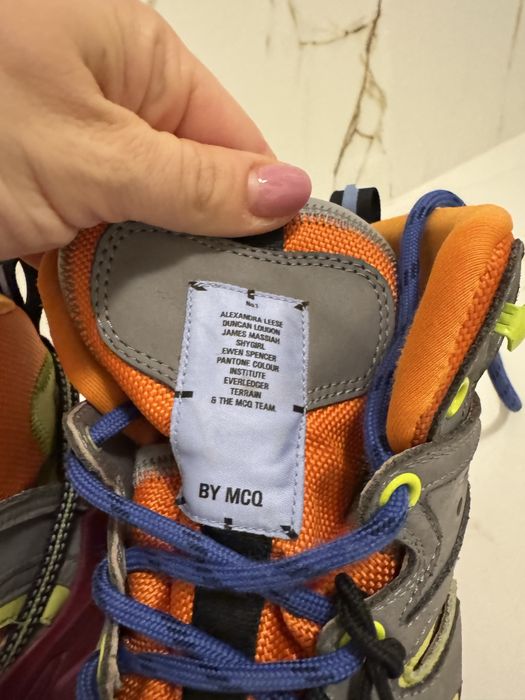 No.1
ALEXANDRA LEESE
DUNCAN LOUDON
JAMES MASSIAH
SHYGIRL
EWEN SPENCER
PANTONE COLOUR
INSTITUTE
EVERLEDGER
TERRAIN
& THE MCQ TEAM.
BY MCQ